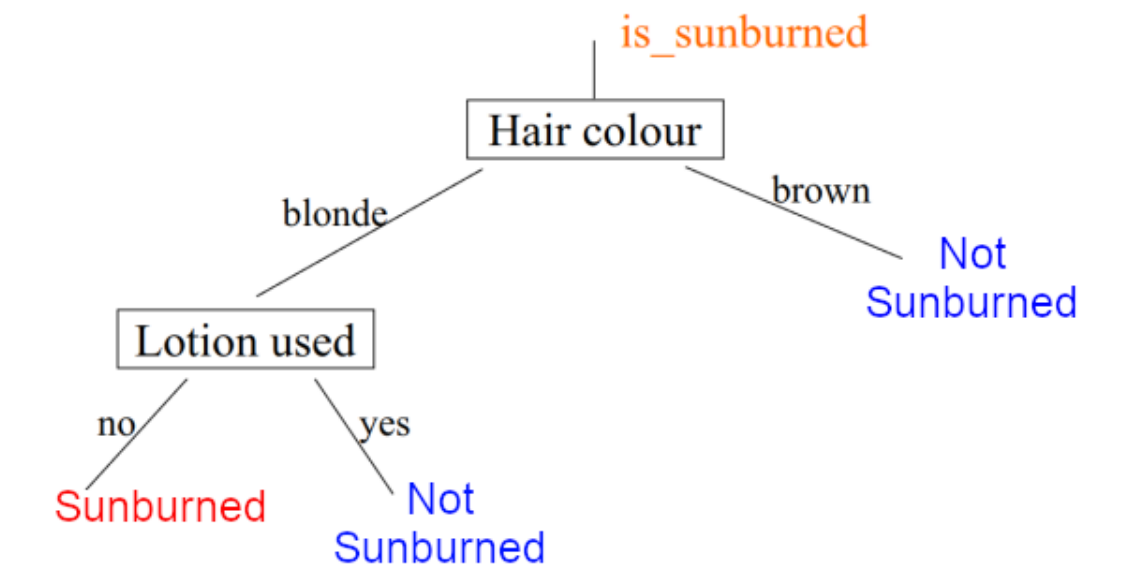 is_sunburned
Hair colour
blonde
brown
Not
Sunburned
Lotion used
no
yes
Sunburned
Not
Sunburned